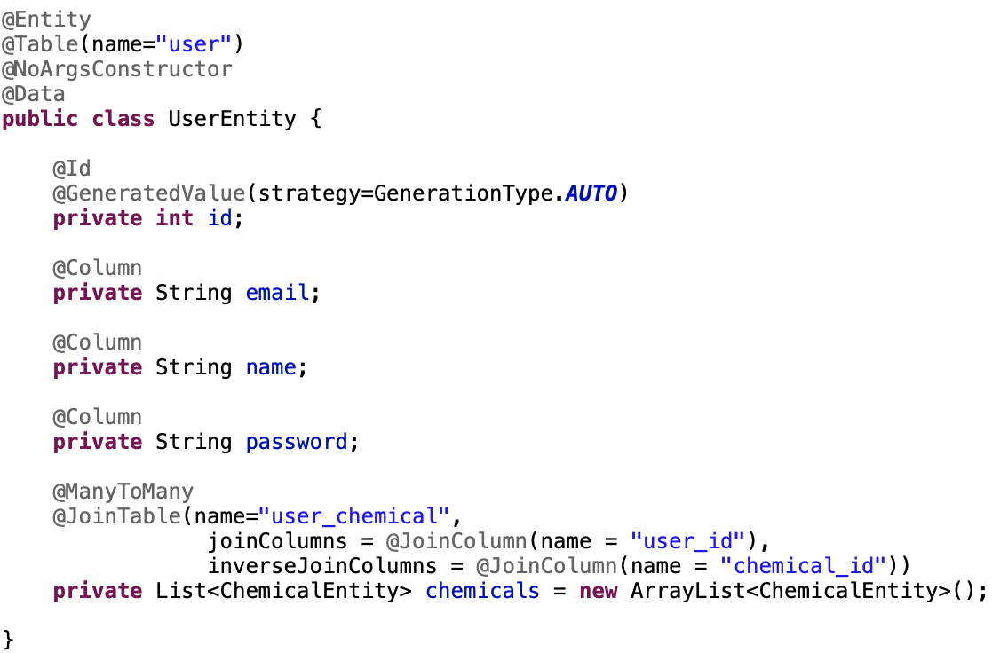 @Entity
@Table(name="user")
@NoArgsConstructor
@Data
public class UserEntity {
@Id
@GeneratedValue(strategy=GenerationType.AUTO)
private int id;
@Column
private String email;
@Column
private String name;
@Column
private String password;
@ManyToMany
@JoinTable(name="user_chemical",
joinColumns = @JoinColumn(name = "user_id"),
inverseJoinColumns = @JoinColumn(name = "chemical_id"))
private List<ChemicalEntity> chemicals = new ArrayList<ChemicalEntity>();
}